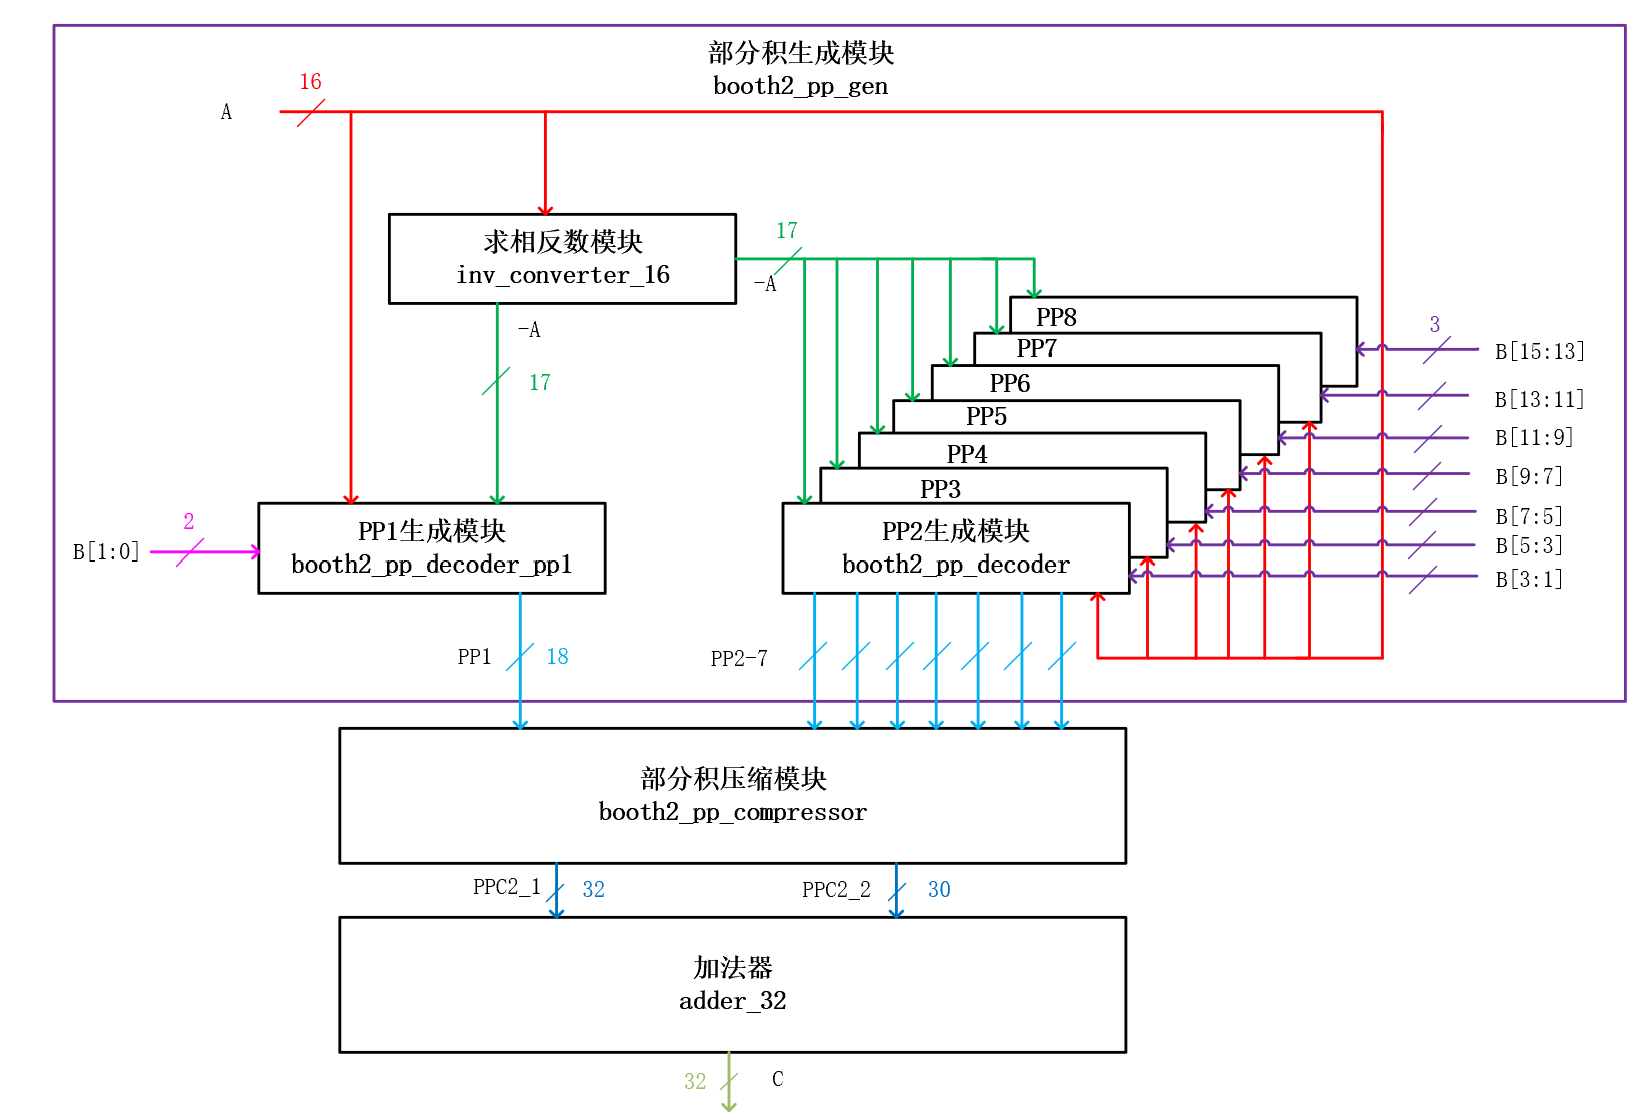 部分积生成模块
booth2_pp_gen
16
A
求相反数模块
inv_converter_16
17
-A
-A
17
PP8
PP7
PP6
PP5
PP4
PP3
3
B[15:13]
B[13:11]
B[11:9]
B[9:7]
B[7:5]
B[5:3]
B[3:1]
2
B[1:0]
PP1生成模块
booth2_pp_decoder_pp1
PP2生成模块
booth2_pp_decoder
PP1
18
PP2-7
部分积压缩模块
booth2_pp_compressor
PPC2_1
32
PPC2_2
30
加法器
adder_32
32
C